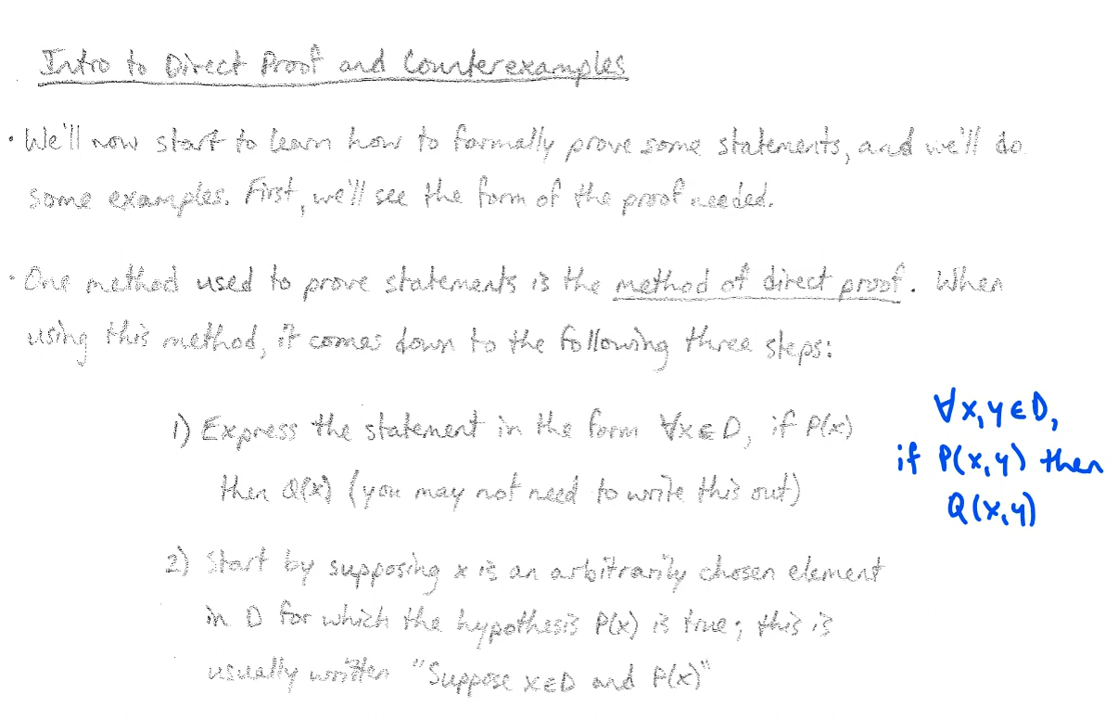 Intro to Direct Proof and Counterexamples
• We'll now start to learn how to formally prove some statements, and we'll do
some examples. First, we'll see the form of the proof needed.
• One method used to prove statements is the method of direct proof. When
using this method, it comes down to the following three steps:
1) Express the statement in the form ∀x∈D, if P(x)
then Q(x) (you may not need to write this out)
∀x,y∈D,
if P(x,y) then
Q(x,y)
2) Start by supposing x is an arbitrarily chosen element
in D for which the hypothesis P(x) is true; this is
usually written "Suppose x∈D and P(x)"